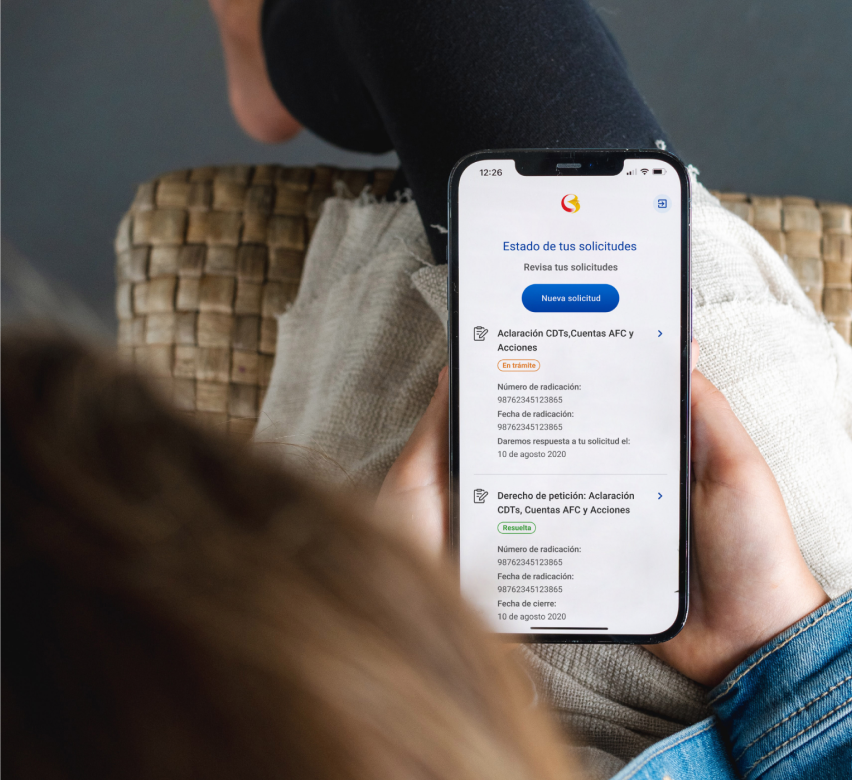 12:26
Estado de tus solicitudes
Revisa tus solicitudes
Nueva solicitud
Aclaración CDTs,Cuentas AFC y
Acciones
En trámite
Número de radicación:
98762345123865
Fecha de radicación:
98762345123865
Daremos respuesta a tu solicitud el:
10 de agosto 2020
Derecho de petición: Aclaración
CDTs, Cuentas AFC y Acciones
Resuelta
Número de radicación:
98762345123865
Fecha de radicación:
98762345123865
Fecha de cierre:
10 de agosto 2020